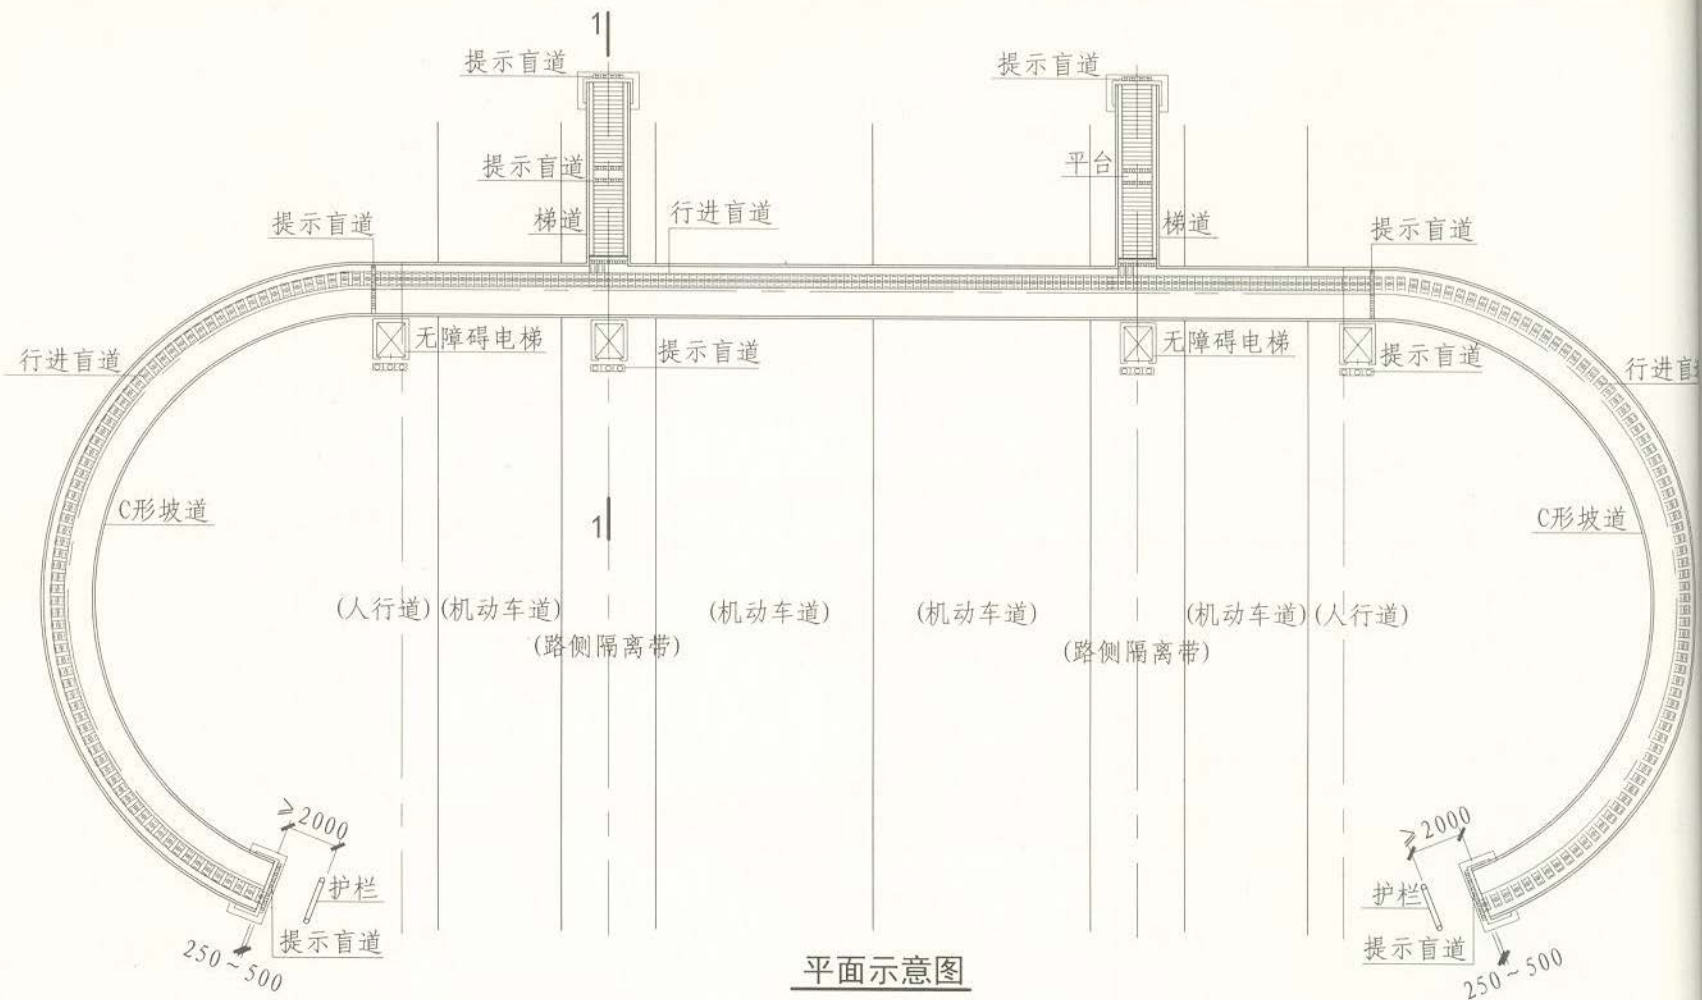 1
提示盲道
提示盲道
提示盲道
平台
梯道
行进盲道
梯道
提示盲道
提示盲道
无障碍电梯
提示盲道
无障碍电梯
提示盲道
行进盲道
行进盲
C形坡道
1
C形坡道
(人行道)
(机动车道)
(机动车道)
(机动车道)
(机动车道)
(人行道)
(路侧隔离带)
(路侧隔离带)
≥2000
≥2000
护栏
护栏
提示盲道
提示盲道
250~500
250~500
平面示意图